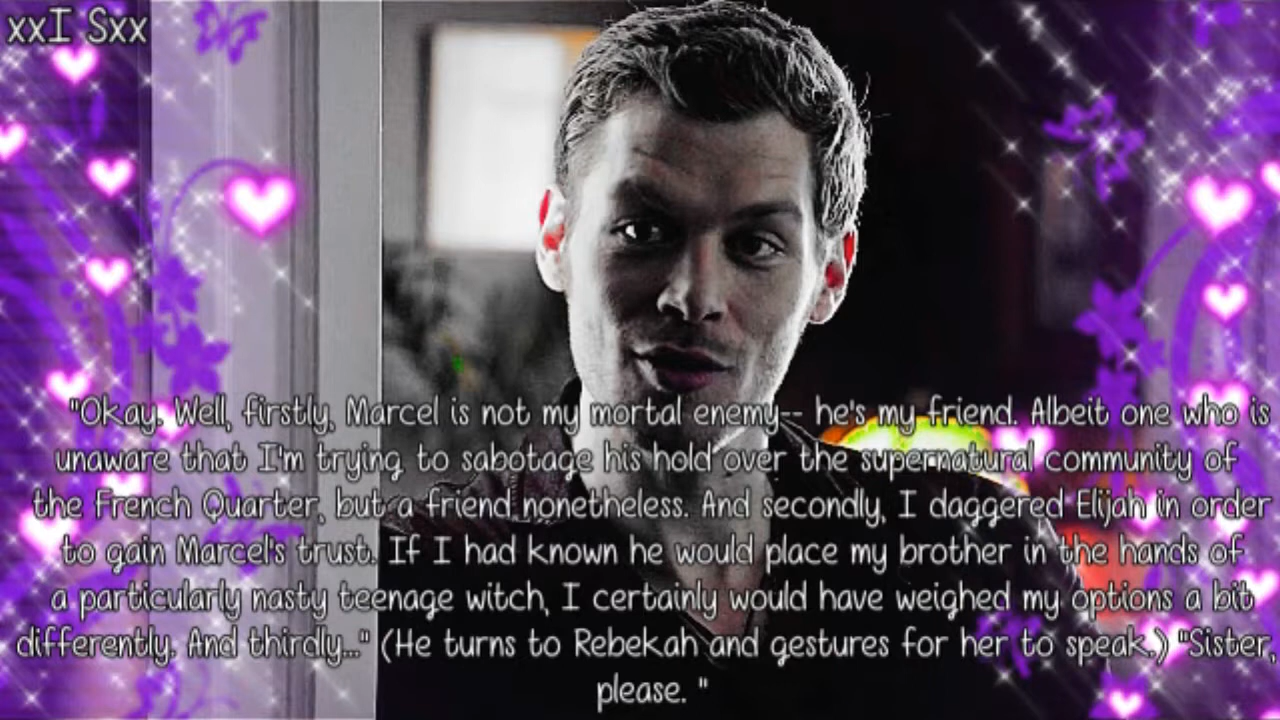 xxI Sxx
"Okay. Well, firstly, Marcel is not my mortal enemy-- he's my friend. Albeit one who is
unaware that I'm trying to sabotage his hold over the supernatural community of
the French Quarter, but a friend nonetheless. And secondly, I daggered Elijah in order
to gain Marcel's trust. If I had known he would place my brother in the hands of
a particularly nasty teenage witch, I certainly would have weighed my options a bit
differently. And thirdly..." (He turns to Rebekah and gestures for her to speak.) "Sister,
please. "